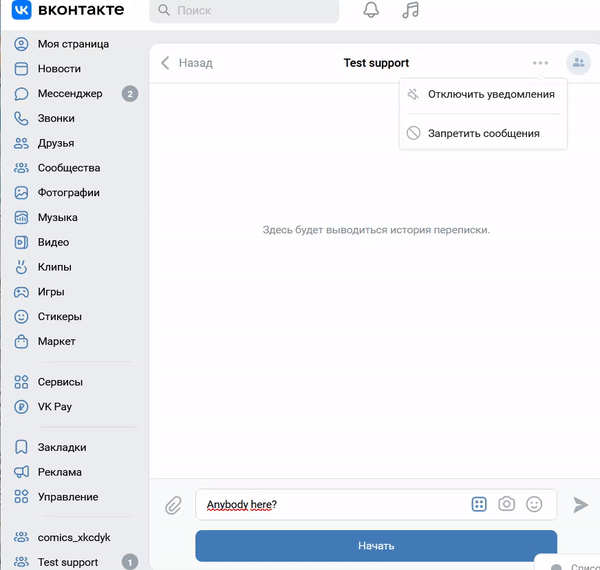 вконтакте
Поиск
Моя страница
Новости
Мессенджер 2
Звонки
Друзья
Сообщества
Фотографии
Музыка
Видео
Клипы
Игры
Стикеры
Маркет
Сервисы
VK Pay
Закладки
Реклама
Управление
comics_xkcdyk
Test support 1
Назад
Test support
Отключить уведомления
Запретить сообщения
Здесь будет выводиться история переписки.
Anybody here?
Начать